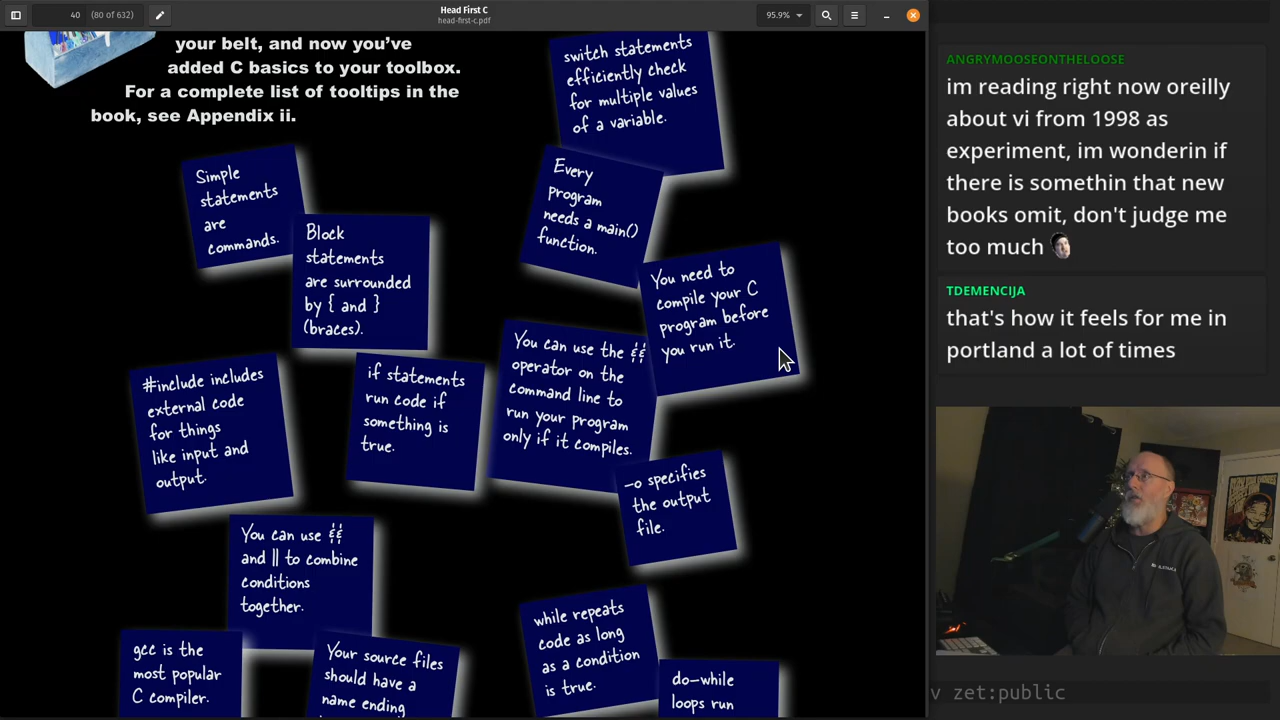 40
(80 of 632)
Head First C
head-first-c.pdf
95.9%
your belt, and now you've
added C basics to your toolbox.
For a complete list of tooltips in the
book, see Appendix ii.
switch statements
efficiently check
for multiple values
of a variable.
Simple
statements
are
commands.
Every
program
needs a main()
function.
Block
statements
are surrounded
by { and }
(braces).
You need to
compile your C
program before
you run it.
#include includes
external code
for things
like input and
output.
if statements
run code if
something is
true.
You can use the &&
operator on the
command line to
run your program
only if it compiles.
-o specifies
the output
file.
You can use &&
and || to combine
conditions
together.
while repeats
code as long
as a condition
is true.
gcc is the
most popular
C compiler.
Your source files
should have a
name ending
do-while
loops run
ANGRYMOOSEONTHELOOSE
im reading right now oreilly
about vi from 1998 as
experiment, im wonderin if
there is somethin that new
books omit, don't judge me
too much
TDEMENCIJA
that's how it feels for me in
portland a lot of times
v zet:public